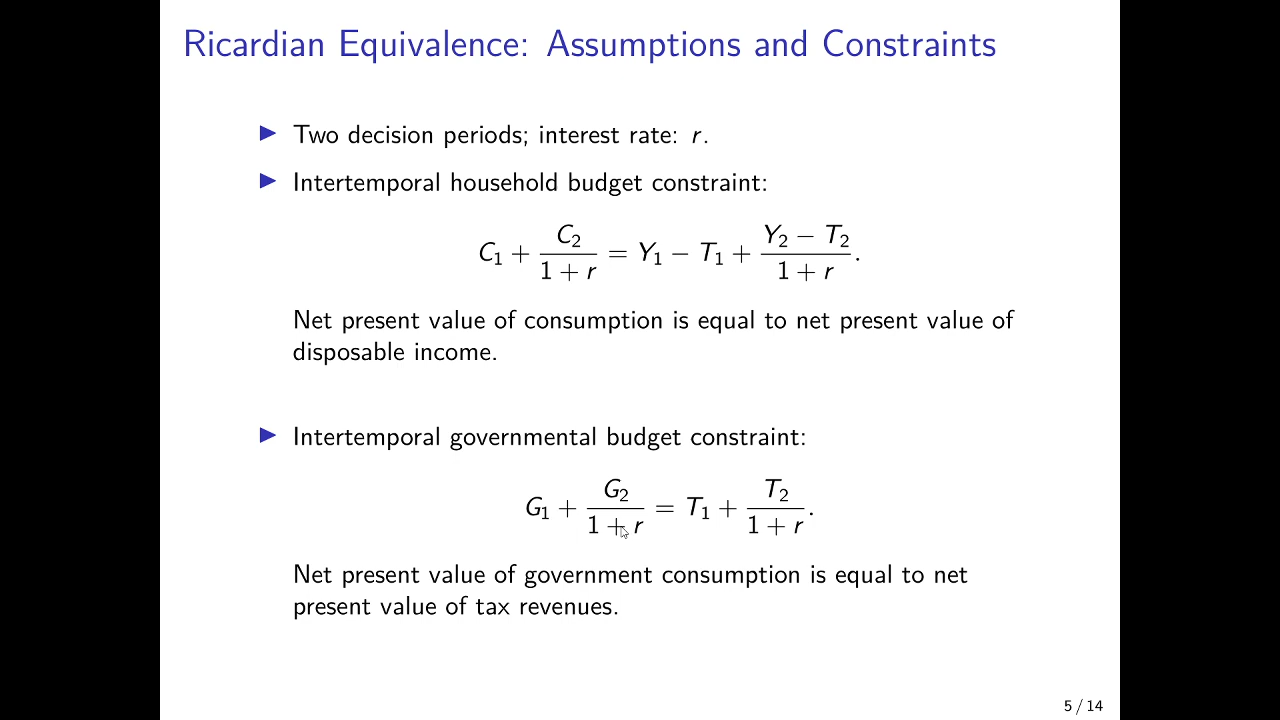 Ricardian Equivalence: Assumptions and Constraints
▶ Two decision periods; interest rate: r.
▶ Intertemporal household budget constraint:
C₁ + C₂/(1 + r) = Y₁ − T₁ + (Y₂ − T₂)/(1 + r).
Net present value of consumption is equal to net present value of
disposable income.
▶ Intertemporal governmental budget constraint:
G₁ + G₂/(1 + r) = T₁ + T₂/(1 + r).
Net present value of government consumption is equal to net
present value of tax revenues.
5 / 14